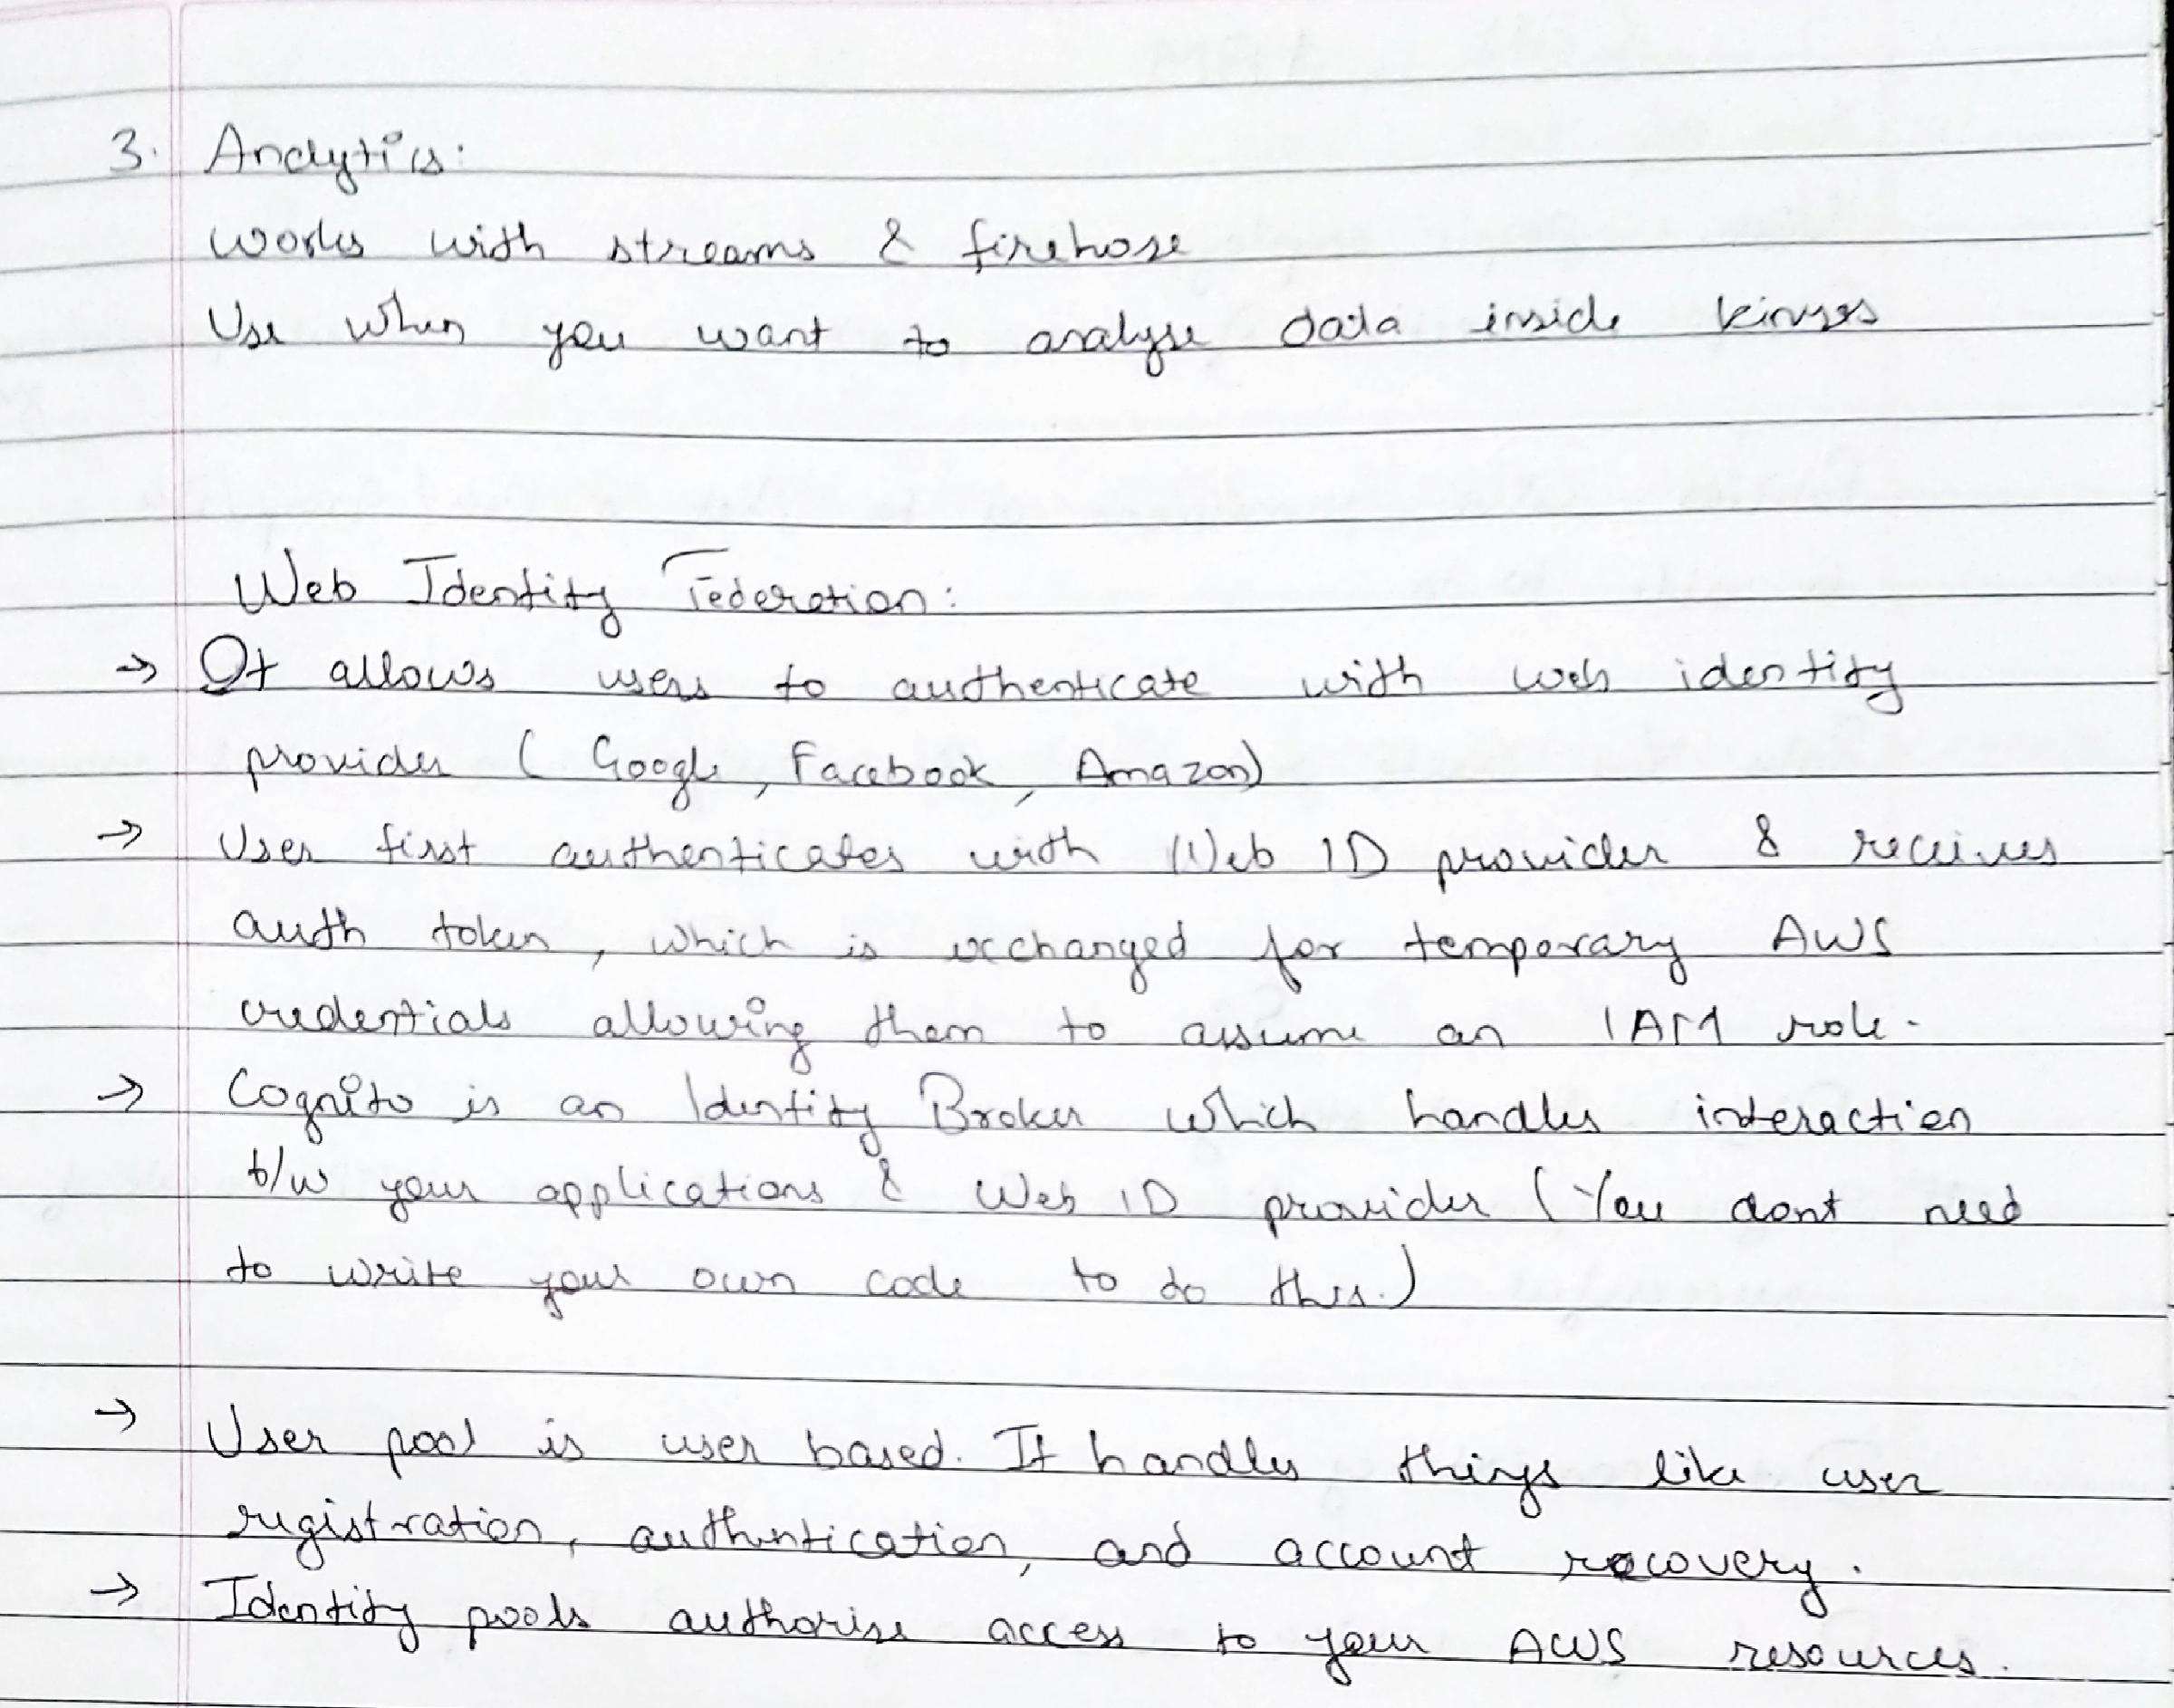 3. Analytics:
works with streams & firehose
Use when you want to analyse data inside kinses
Web Identity Federation:
→ It allows users to authenticate with web identity
provider ( Google, Facebook, Amazon)
→ User first authenticates with Web ID provider & receives
auth token, which is exchanged for temporary AWS
credentials allowing them to assume an IAM role.
→ Cognito is an Identity Broker which handles interaction
b/w your applications & Web ID provider ( You dont need
to write your own code to do this.)
→ User pool is user based. It handles things like user
registration, authentication, and account recovery.
→ Identity pools authorise access to your AWS resources.